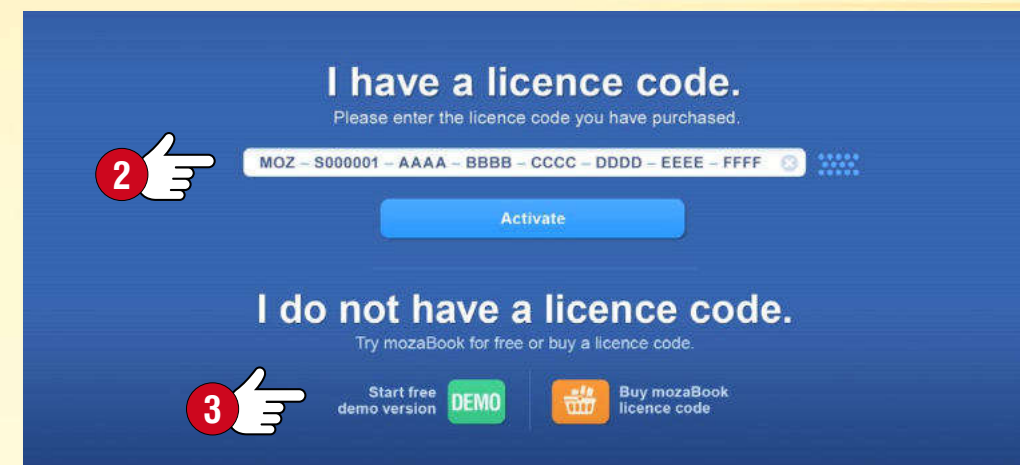 I have a licence code.
Please enter the licence code you have purchased.
2
MOZ – S000001 – AAAA – BBBB – CCCC – DDDD – EEEE – FFFF
Activate
I do not have a licence code.
Try mozaBook for free or buy a licence code.
3
Start free
demo version
DEMO
Buy mozaBook
licence code